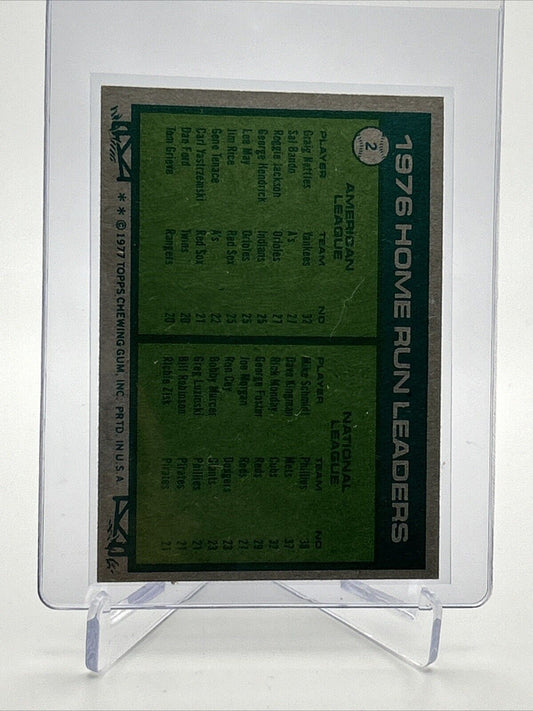 2
1976 HOME RUN LEADERS
AMERICAN
LEAGUE
PLAYER TEAM NO
Craig Nettles Yankees 32
Sal Bando A's 27
Reggie Jackson Orioles 27
George Hendrick Indians 25
Lee May Orioles 25
Jim Rice Red Sox 25
Gene Tenace A's 22
Carl Yastrzemski Red Sox 21
Dan Ford Twins 20
Tom Grieve Rangers 20
NATIONAL
LEAGUE
PLAYER TEAM NO
Mike Schmidt Phillies 38
Dave Kingman Mets 37
Rick Monday Cubs 32
George Foster Reds 29
Joe Morgan Reds 27
Ron Cey Dodgers 23
Bobby Murcer Giants 23
Greg Luzinski Phillies 21
Bill Robinson Pirates 21
Richie Zisk Pirates 21
* * © 1977 TOPPS CHEWING GUM, INC. PRTD. IN U.S.A.